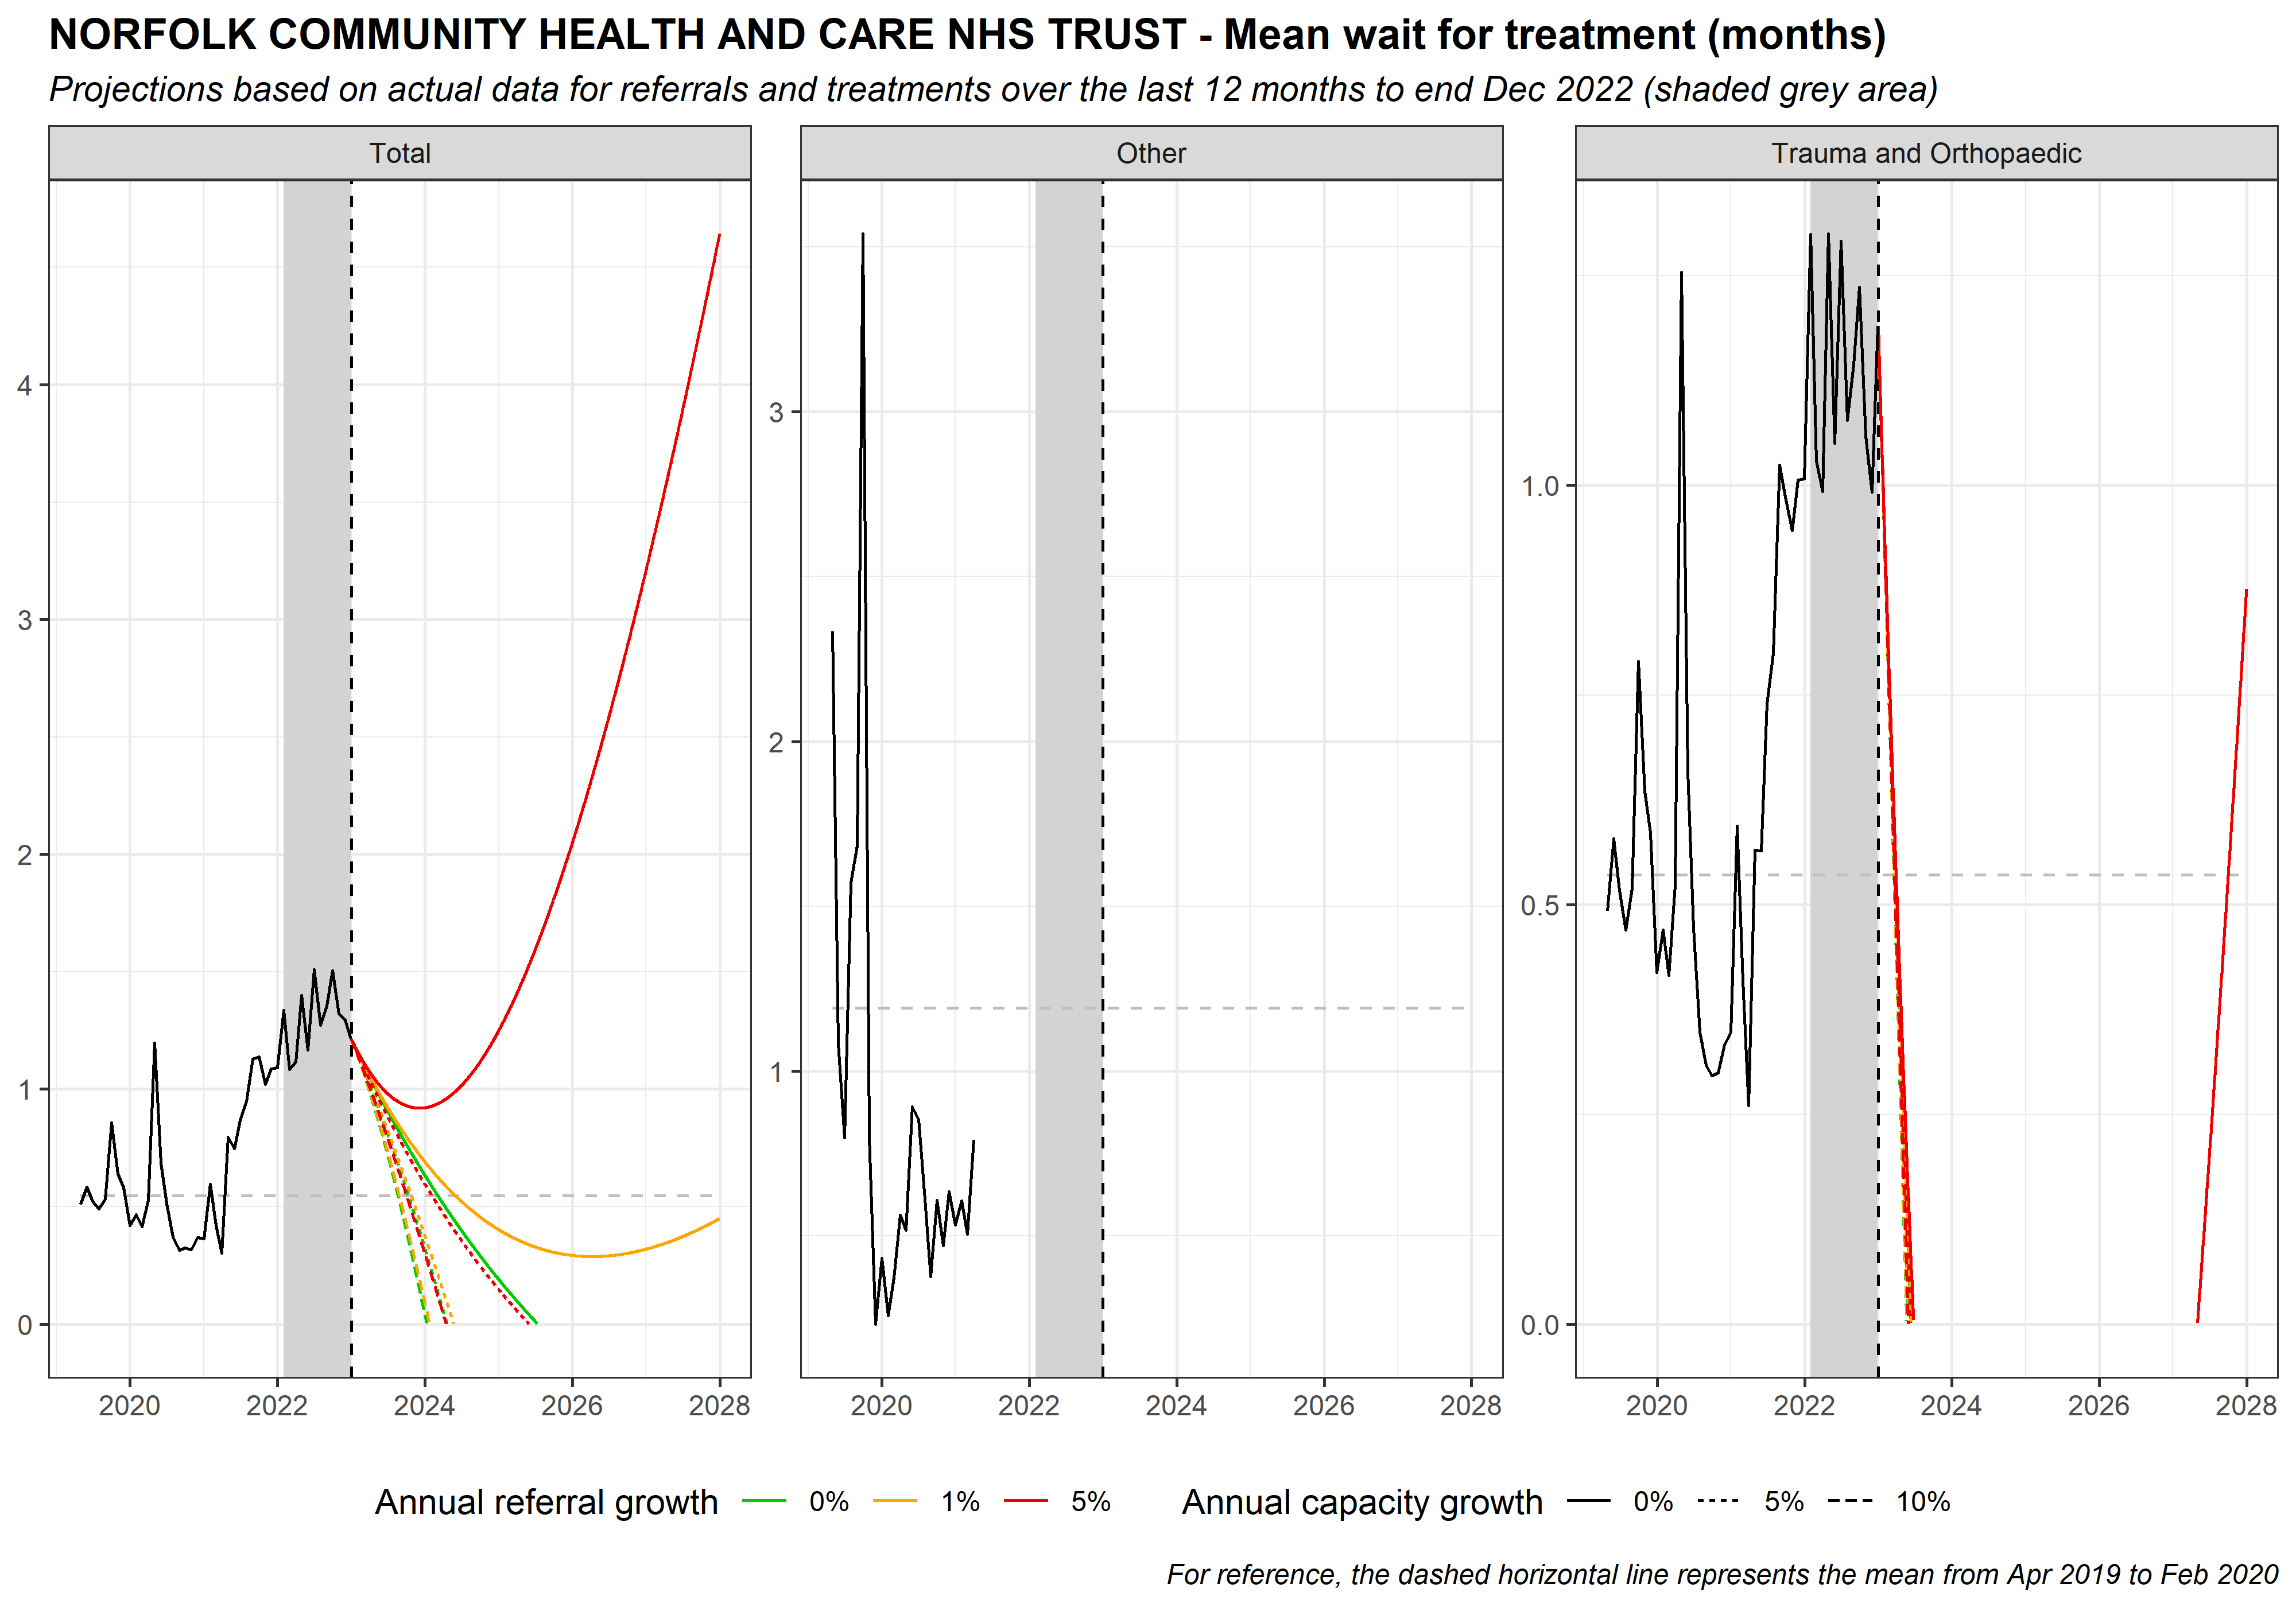 NORFOLK COMMUNITY HEALTH AND CARE NHS TRUST - Mean wait for treatment (months)
Projections based on actual data for referrals and treatments over the last 12 months to end Dec 2022 (shaded grey area)
Total
Other
Trauma and Orthopaedic
4
3
2
1
0
3
2
1
1.0
0.5
0.0
2020 2022 2024 2026 2028
2020 2022 2024 2026 2028
2020 2022 2024 2026 2028
Annual referral growth 0% 1% 5%
Annual capacity growth 0% 5% 10%
For reference, the dashed horizontal line represents the mean from Apr 2019 to Feb 2020